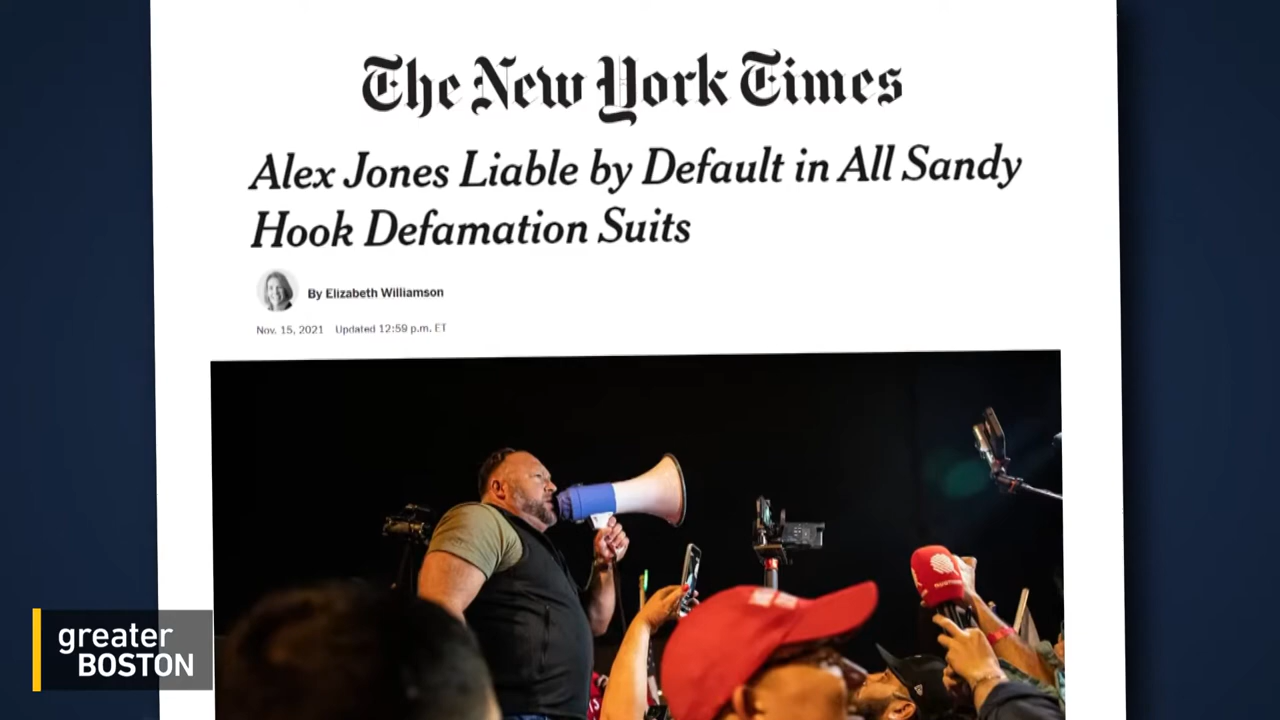 The New York Times
Alex Jones Liable by Default in All Sandy
Hook Defamation Suits
By Elizabeth Williamson
Nov. 15, 2021 Updated 12:59 p.m. ET
greater
BOSTON